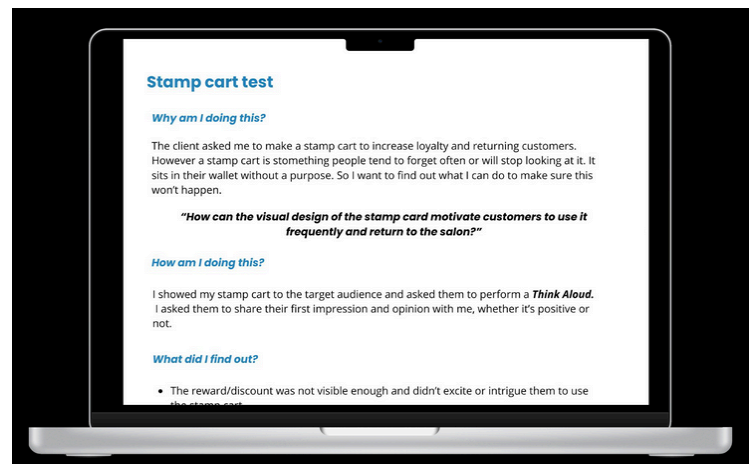 Stamp cart test
Why am I doing this?
The client asked me to make a stamp cart to increase loyalty and returning customers.
However a stamp cart is stomething people tend to forget often or will stop looking at it. It
sits in their wallet without a purpose. So I want to find out what I can do to make sure this
won't happen.
“How can the visual design of the stamp card motivate customers to use it
frequently and return to the salon?”
How am I doing this?
I showed my stamp cart to the target audience and asked them to perform a Think Aloud.
I asked them to share their first impression and opinion with me, whether it's positive or
not.
What did I find out?
• The reward/discount was not visible enough and didn't excite or intrigue them to use
the stamp cart